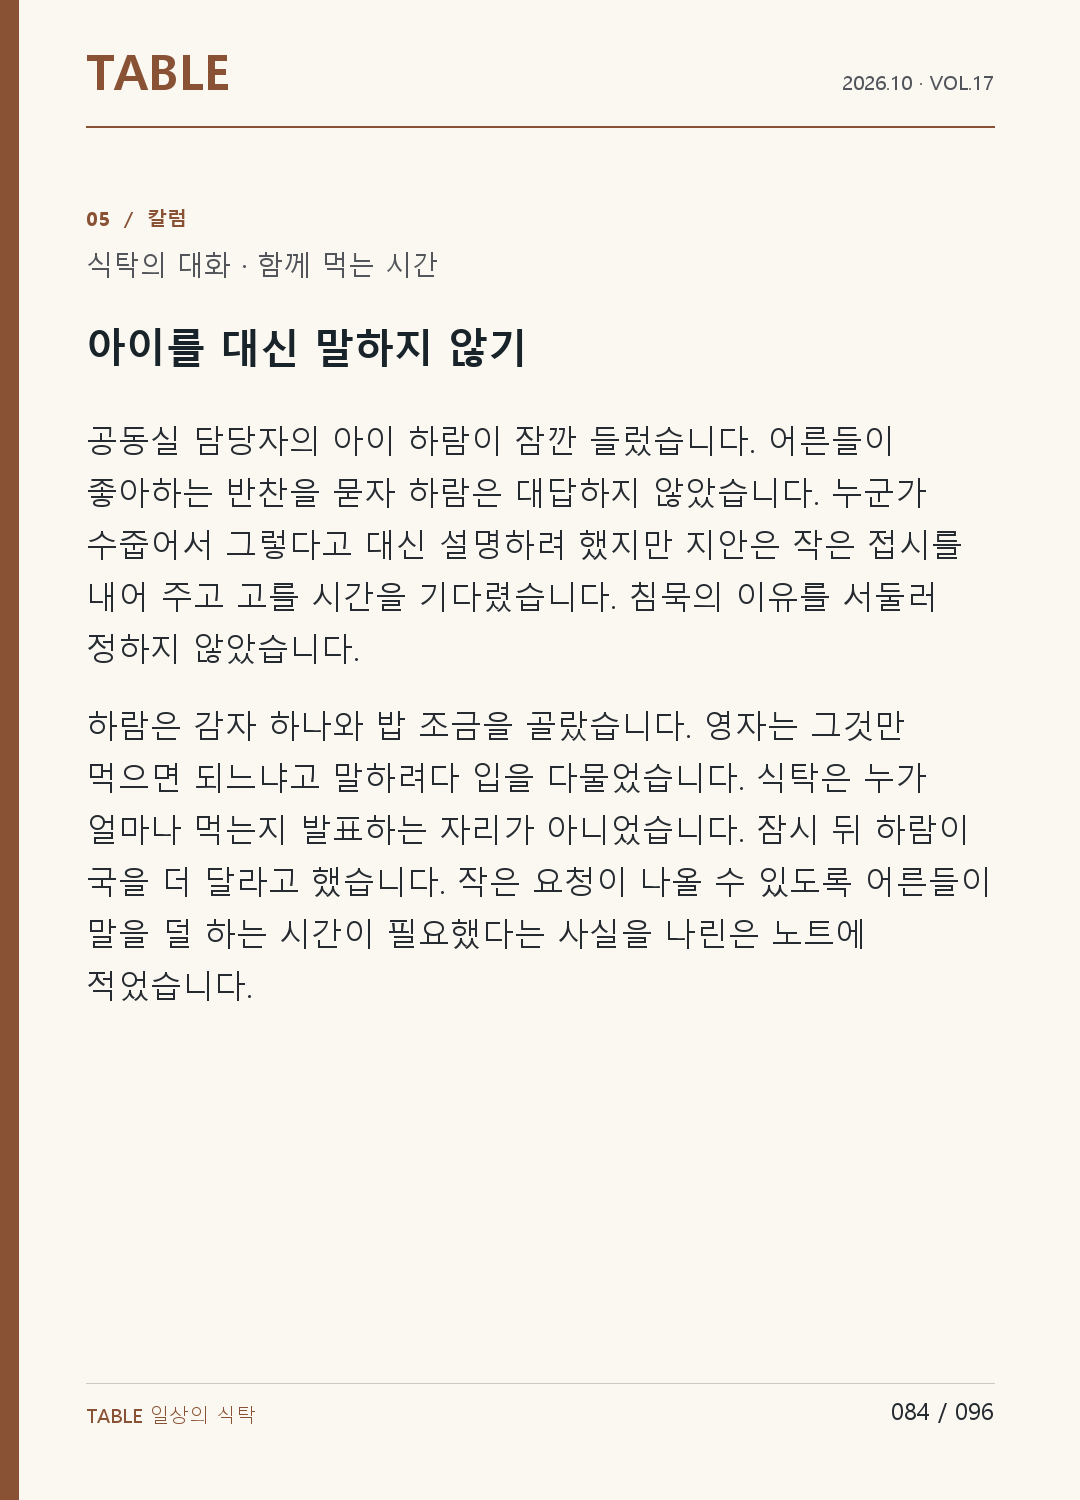 TABLE
2026.10 · VOL.17
05 / 칼럼
식탁의 대화 · 함께 먹는 시간
아이를 대신 말하지 않기
공동실 담당자의 아이 하람이 잠깐 들렀습니다. 어른들이
좋아하는 반찬을 묻자 하람은 대답하지 않았습니다. 누군가
수줍어서 그렇다고 대신 설명하려 했지만 지안은 작은 접시를
내어 주고 고를 시간을 기다렸습니다. 침묵의 이유를 서둘러
정하지 않았습니다.
하람은 감자 하나와 밥 조금을 골랐습니다. 영자는 그것만
먹으면 되느냐고 말하려다 입을 다물었습니다. 식탁은 누가
얼마나 먹는지 발표하는 자리가 아니었습니다. 잠시 뒤 하람이
국을 더 달라고 했습니다. 작은 요청이 나올 수 있도록 어른들이
말을 덜 하는 시간이 필요했다는 사실을 나린은 노트에
적었습니다.
TABLE 일상의 식탁
084 / 096